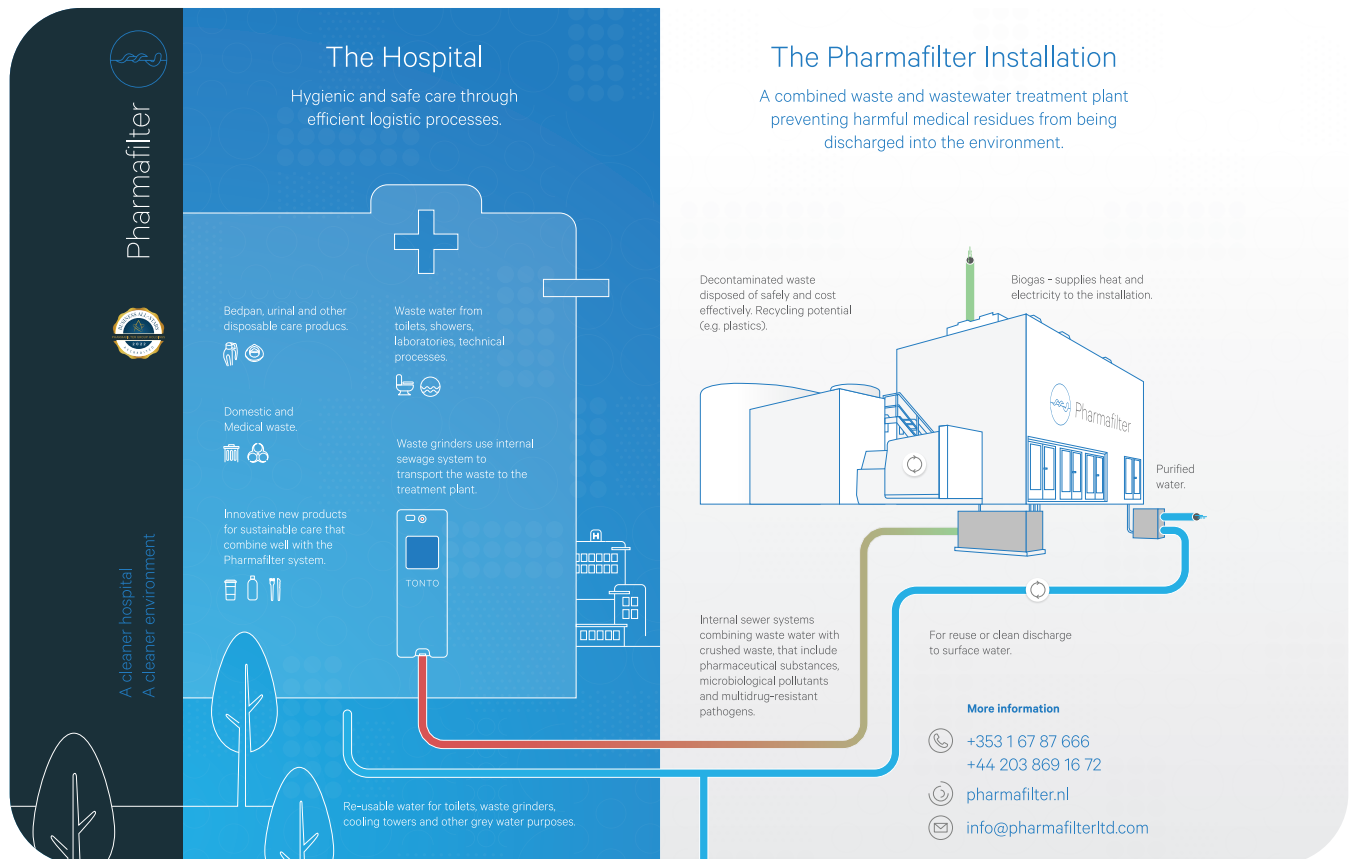 Pharmafilter
A cleaner hospital
A cleaner environment
BUSINESS ALL-STARS
2022
The Hospital
Hygienic and safe care through
efficient logistic processes.
Bedpan, urinal and other
disposable care producs.
Domestic and
Medical waste.
Innovative new products
for sustainable care that
combine well with the
Pharmafilter system.
Waste water from
toilets, showers,
laboratories, technical
processes.
Waste grinders use internal
sewage system to
transport the waste to the
treatment plant.
TONTO
H
Re-usable water for toilets, waste grinders,
cooling towers and other grey water purposes.
The Pharmafilter Installation
A combined waste and wastewater treatment plant
preventing harmful medical residues from being
discharged into the environment.
Decontaminated waste
disposed of safely and cost
effectively. Recycling potential
(e.g. plastics).
Biogas - supplies heat and
electricity to the installation.
Pharmafilter
Purified
water.
Internal sewer systems
combining waste water with
crushed waste, that include
pharmaceutical substances,
microbiological pollutants
and multidrug-resistant
pathogens.
For reuse or clean discharge
to surface water.
More information
+353 1 67 87 666
+44 203 869 16 72
pharmafilter.nl
info@pharmafilterltd.com